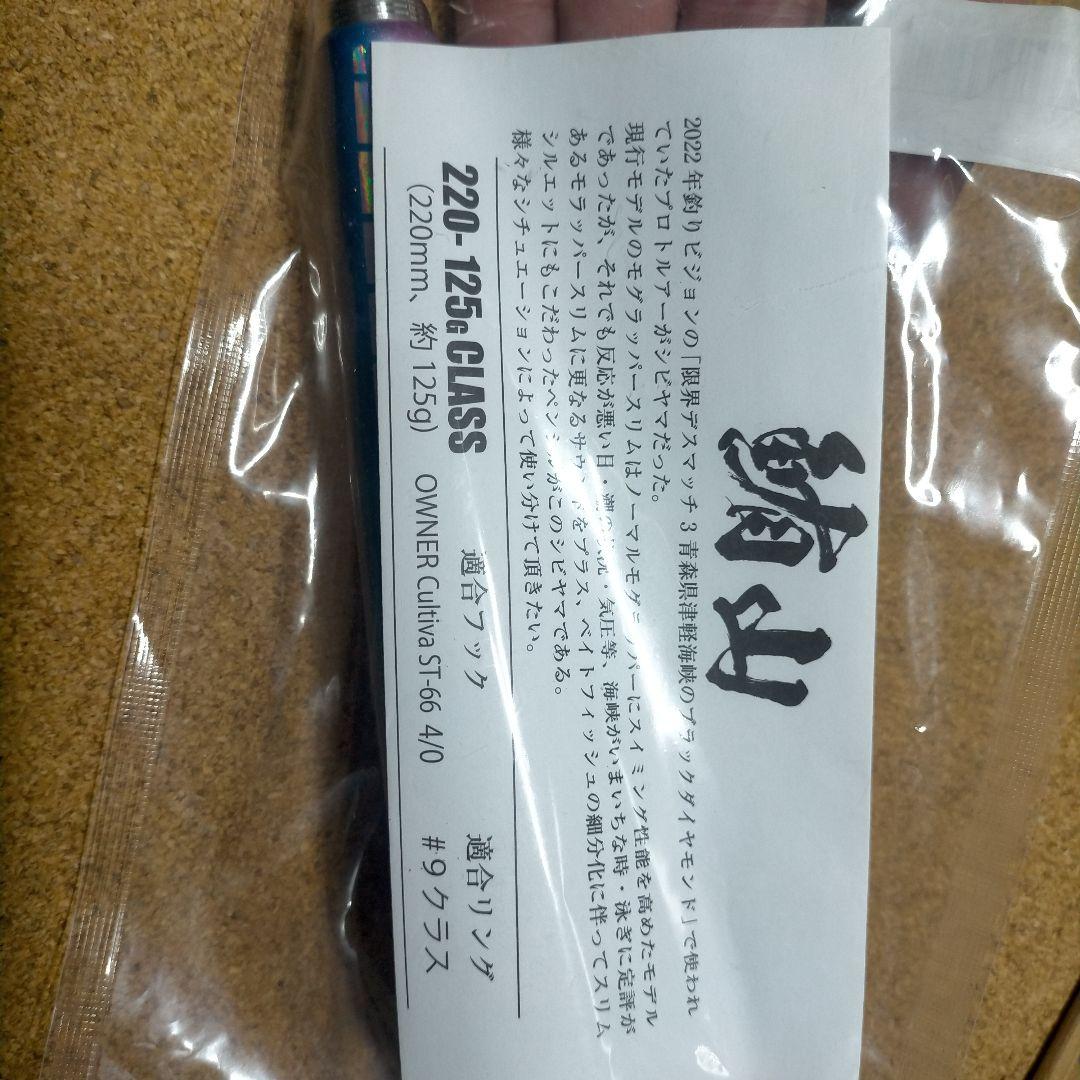 鮪山
2022年釣りビジョンの「限界デスマッチ3 青森県津軽海峡のブラックダイヤモンド」で使われ
ていたプロトルアーがシビヤマだった。
現行モデルのモグラッパースリムはノーマルモグラッパーにスイミング性能を高めたモデル
であったが、それでも反応が悪い日・潮の状況・気圧等、海峡がいまいちな時・泳ぎに定評が
あるモラッパースリムに更なるサウンドをプラス、ベイトフィッシュの細分化に伴ってスリム
シルエットにもこだわったペンシルがこのシビヤマである。
様々なシチュエーションによって使い分けて頂きたい。
220-125G CLASS 適合フック 適合リング
(220mm、約125g) OWNER Cultiva ST-66 4/0 #9クラス